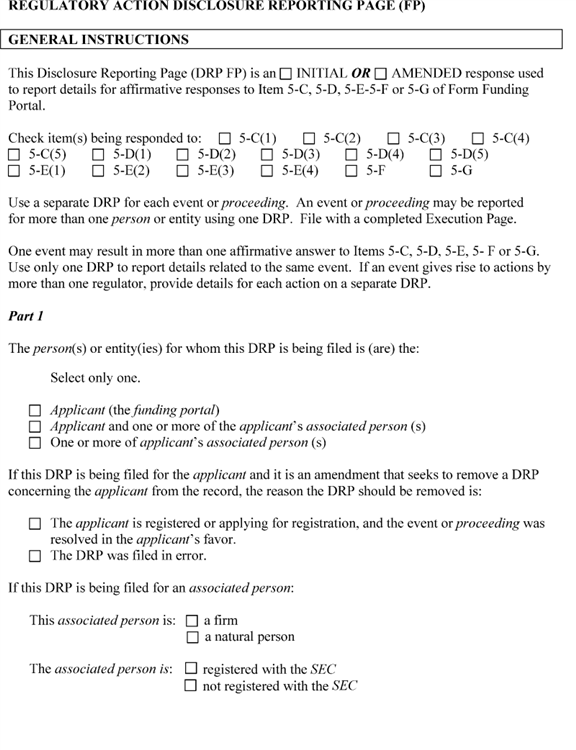 REGULATORY ACTION DISCLOSURE REPORTING PAGE (FP)
GENERAL INSTRUCTIONS
This Disclosure Reporting Page (DRP FP) is an ☐ INITIAL OR ☐ AMENDED response used
to report details for affirmative responses to Item 5-C, 5-D, 5-E-5-F or 5-G of Form Funding
Portal.
Check item(s) being responded to: ☐ 5-C(1) ☐ 5-C(2) ☐ 5-C(3) ☐ 5-C(4)
☐ 5-C(5) ☐ 5-D(1) ☐ 5-D(2) ☐ 5-D(3) ☐ 5-D(4) ☐ 5-D(5)
☐ 5-E(1) ☐ 5-E(2) ☐ 5-E(3) ☐ 5-E(4) ☐ 5-F ☐ 5-G
Use a separate DRP for each event or proceeding. An event or proceeding may be reported
for more than one person or entity using one DRP. File with a completed Execution Page.
One event may result in more than one affirmative answer to Items 5-C, 5-D, 5-E, 5- F or 5-G.
Use only one DRP to report details related to the same event. If an event gives rise to actions by
more than one regulator, provide details for each action on a separate DRP.
Part 1
The person(s) or entity(ies) for whom this DRP is being filed is (are) the:
Select only one.
☐ Applicant (the funding portal)
☐ Applicant and one or more of the applicant's associated person (s)
☐ One or more of applicant's associated person (s)
If this DRP is being filed for the applicant and it is an amendment that seeks to remove a DRP
concerning the applicant from the record, the reason the DRP should be removed is:
☐ The applicant is registered or applying for registration, and the event or proceeding was
resolved in the applicant's favor.
☐ The DRP was filed in error.
If this DRP is being filed for an associated person:
This associated person is: ☐ a firm
☐ a natural person
The associated person is: ☐ registered with the SEC
☐ not registered with the SEC